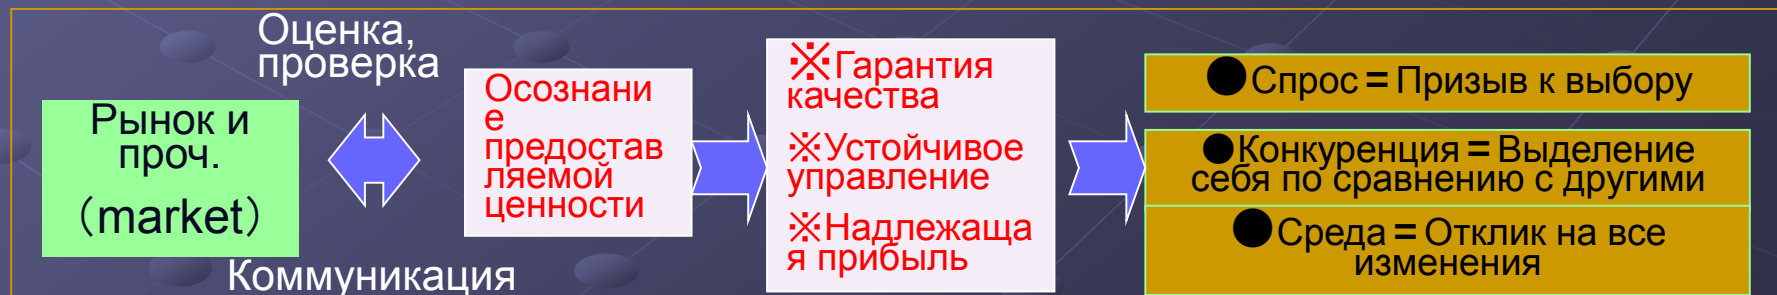 Оценка,
проверка
Рынок и
проч.
（market）
Коммуникация
Осознани
е
предостав
ляемой
ценности
※Гарантия
качества
※Устойчивое
управление
※Надлежаща
я прибыль
●Спрос = Призыв к выбору
●Конкуренция = Выделение
себя по сравнению с другими
●Среда = Отклик на все
изменения